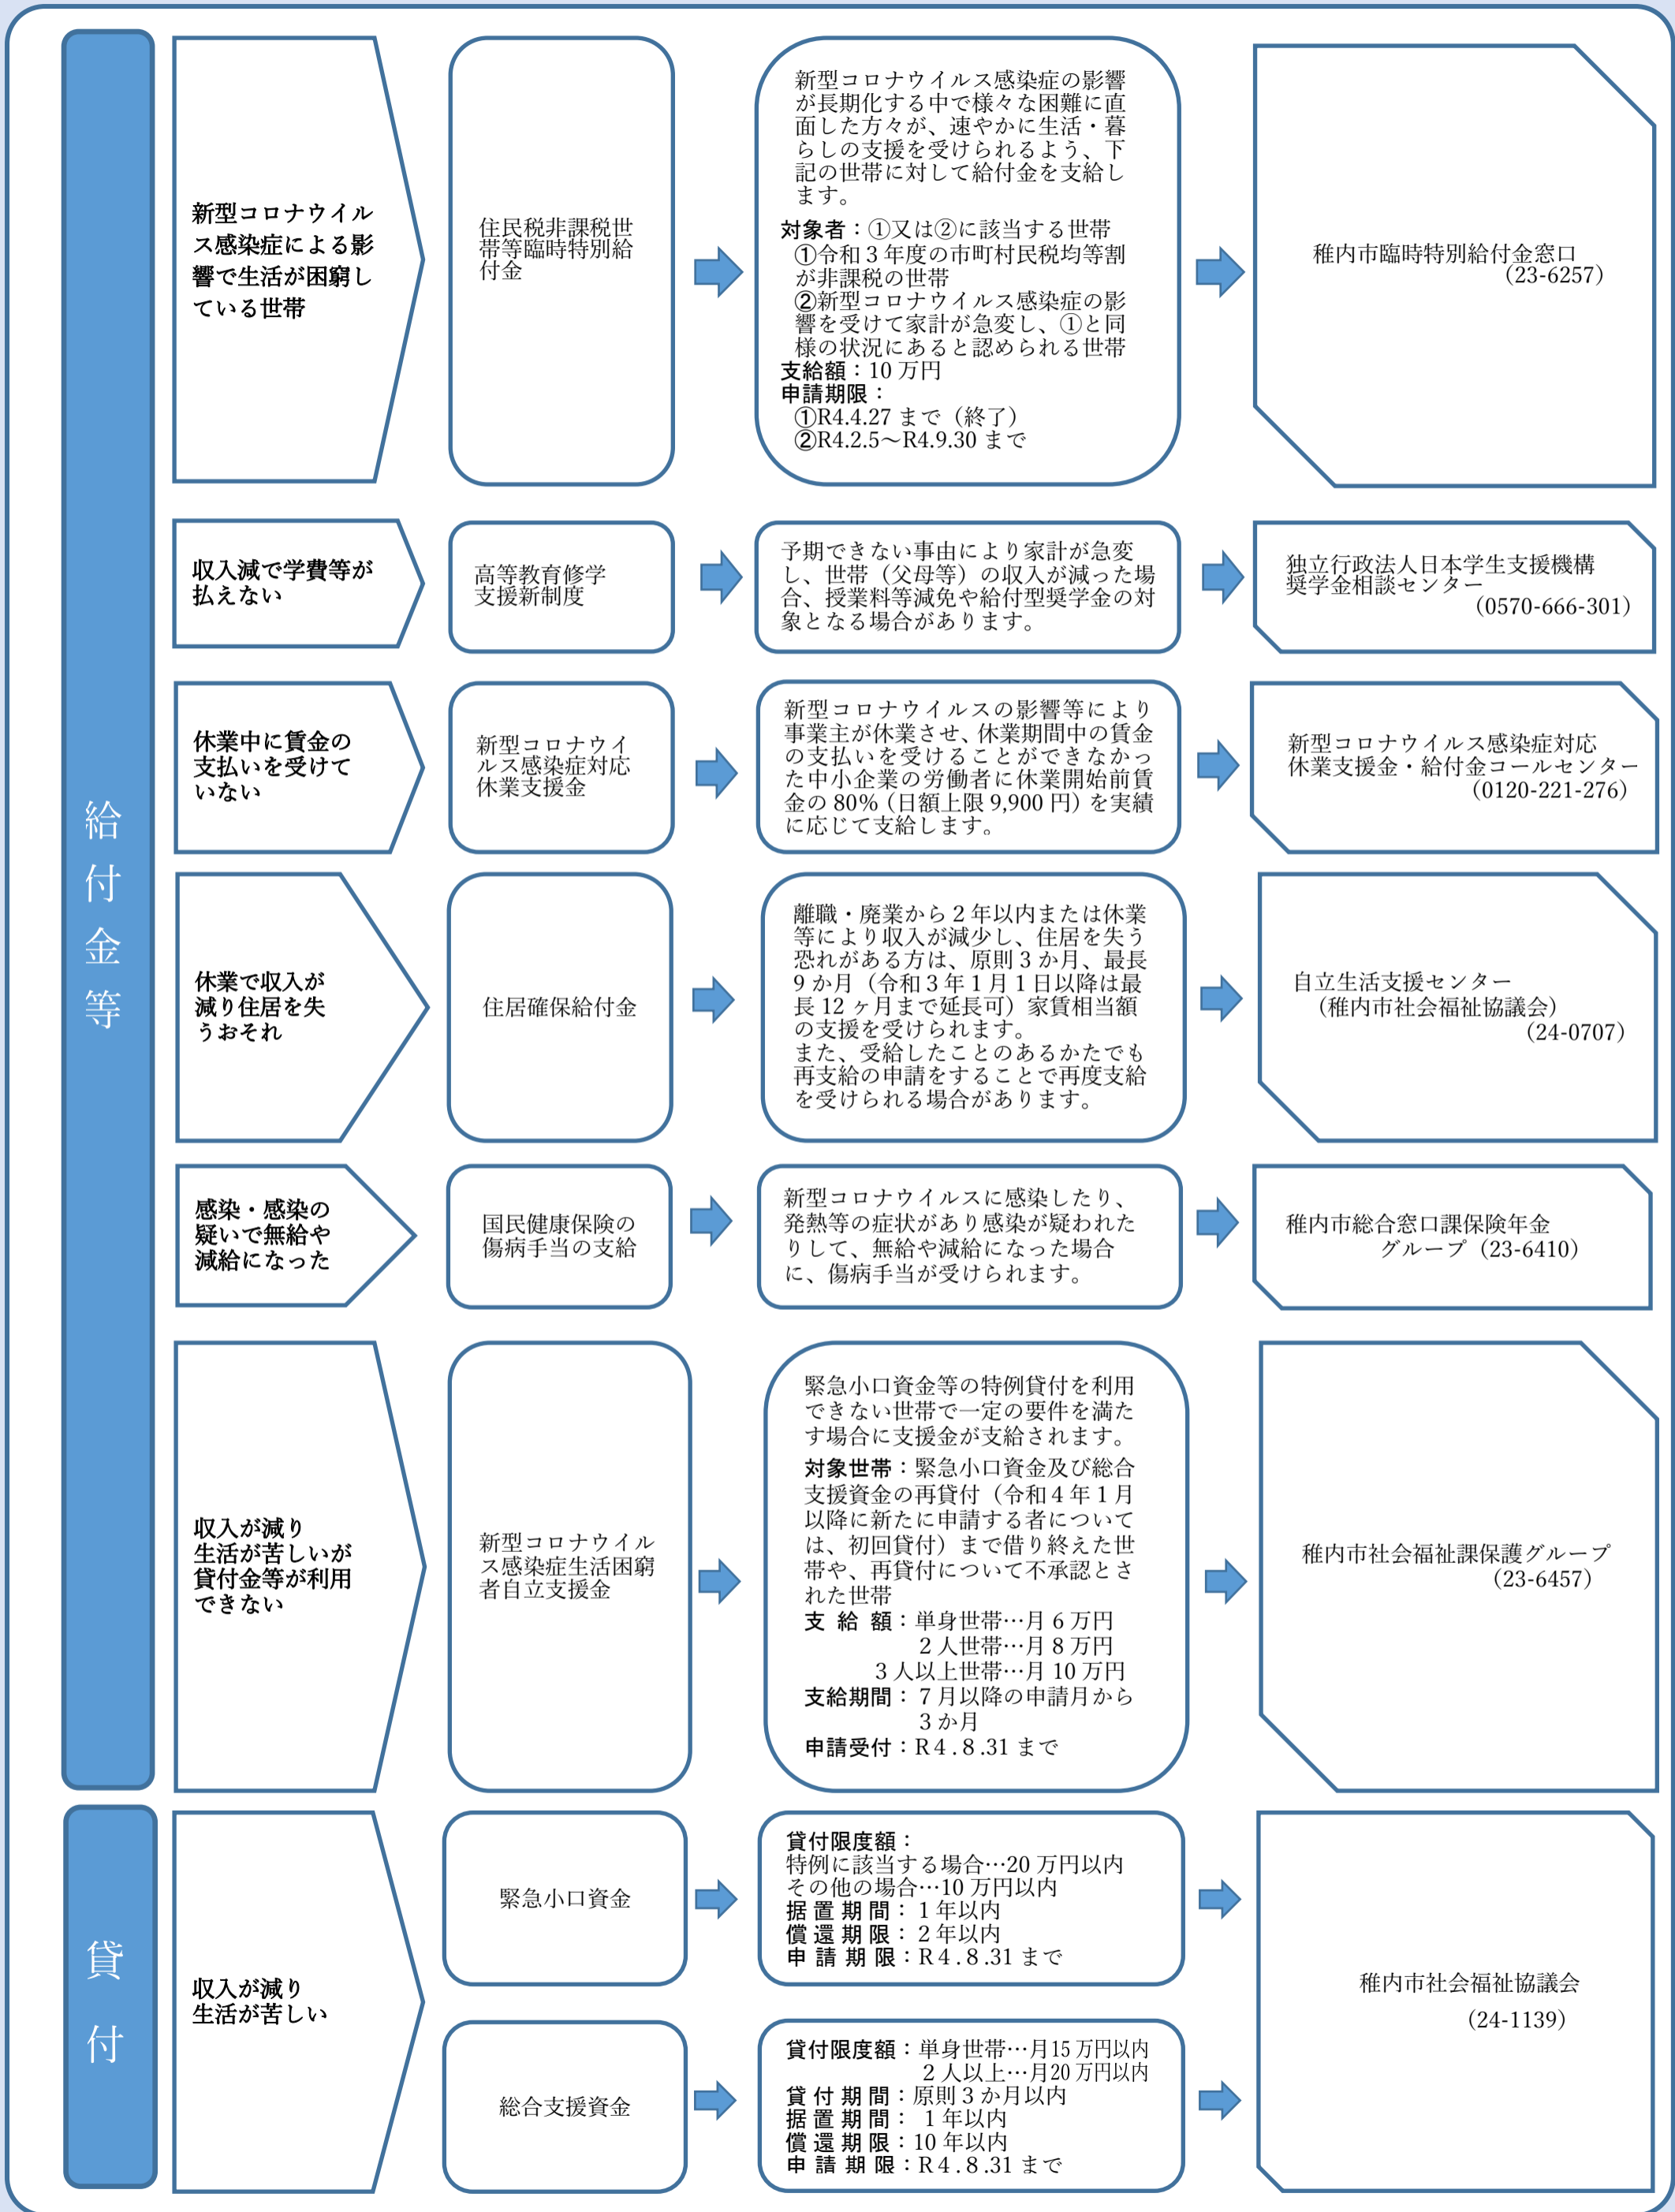 給付金等
新型コロナウイル
ス感染症による影
響で生活が困窮し
ている世帯
住民税非課税世
帯等臨時特別給
付金
新型コロナウイルス感染症の影響
が長期化する中で様々な困難に直
面した方々が、速やかに生活・暮
らしの支援を受けられるよう、下
記の世帯に対して給付金を支給し
ます。
対象者：①又は②に該当する世帯
①令和３年度の市町村民税均等割
が非課税の世帯
②新型コロナウイルス感染症の影
響を受けて家計が急変し、①と同
様の状況にあると認められる世帯
支給額：10 万円
申請期限：
①R4.4.27 まで（終了）
②R4.2.5～R4.9.30 まで
稚内市臨時特別給付金窓口
（23-6257）
収入減で学費等が
払えない
高等教育修学
支援新制度
予期できない事由により家計が急変
し、世帯（父母等）の収入が減った場
合、授業料等減免や給付型奨学金の対
象となる場合があります。
独立行政法人日本学生支援機構
奨学金相談センター
（0570-666-301）
休業中に賃金の
支払いを受けて
いない
新型コロナウイ
ルス感染症対応
休業支援金
新型コロナウイルスの影響等により
事業主が休業させ、休業期間中の賃金
の支払いを受けることができなかっ
た中小企業の労働者に休業開始前賃
金の 80％（日額上限 9,900 円）を実績
に応じて支給します。
新型コロナウイルス感染症対応
休業支援金・給付金コールセンター
（0120-221-276）
休業で収入が
減り住居を失
うおそれ
住居確保給付金
離職・廃業から２年以内または休業
等により収入が減少し、住居を失う
恐れがある方は、原則３か月、最長
９か月（令和３年１月１日以降は最
長 12 ヶ月まで延長可）家賃相当額
の支援を受けられます。
また、受給したことのあるかたでも
再支給の申請をすることで再度支給
を受けられる場合があります。
自立生活支援センター
（稚内市社会福祉協議会）
（24-0707）
感染・感染の
疑いで無給や
減給になった
国民健康保険の
傷病手当の支給
新型コロナウイルスに感染したり、
発熱等の症状があり感染が疑われた
りして、無給や減給になった場合
に、傷病手当が受けられます。
稚内市総合窓口課保険年金
グループ（23-6410）
収入が減り
生活が苦しいが
貸付金等が利用
できない
新型コロナウイル
ス感染症生活困窮
者自立支援金
緊急小口資金等の特例貸付を利用
できない世帯で一定の要件を満た
す場合に支援金が支給されます。
対象世帯：緊急小口資金及び総合
支援資金の再貸付（令和４年１月
以降に新たに申請する者について
は、初回貸付）まで借り終えた世
帯や、再貸付について不承認とさ
れた世帯
支 給 額：単身世帯…月６万円
２人世帯…月８万円
３人以上世帯…月 10 万円
支給期間：７月以降の申請月から
３か月
申請受付：R４.８.31 まで
稚内市社会福祉課保護グループ
（23-6457）
貸付
収入が減り
生活が苦しい
緊急小口資金
貸付限度額：
特例に該当する場合…20 万円以内
その他の場合…10 万円以内
据 置 期 間：１年以内
償 還 期 限：２年以内
申 請 期 限：R４.８.31 まで
総合支援資金
貸付限度額：単身世帯…月15 万円以内
２人以上…月20 万円以内
貸 付 期 間：原則３か月以内
据 置 期 間： １年以内
償 還 期 限：10 年以内
申 請 期 限：R４.８.31 まで
稚内市社会福祉協議会
（24-1139）